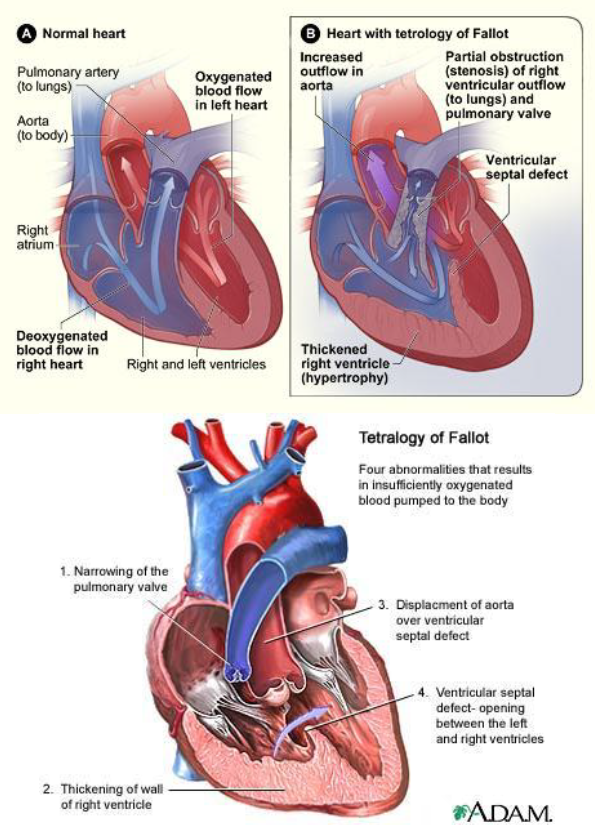 A Normal heart
Pulmonary artery
(to lungs)
Aorta
(to body)
Oxygenated
blood flow
in left heart
Right
atrium
Deoxygenated
blood flow in
right heart
Right and left ventricles
B Heart with tetrology of Fallot
Increased
outflow in
aorta
Partial obstruction
(stenosis) of right
ventricular outflow
(to lungs) and
pulmonary valve
Ventricular
septal defect
Thickened
right ventricle
(hypertrophy)
Tetralogy of Fallot
Four abnormalities that results
in insufficiently oxygenated
blood pumped to the body
1. Narrowing of the
pulmonary valve
3. Displacment of aorta
over ventricular
septal defect
4. Ventricular septal
defect- opening
between the left
and right ventricles
2. Thickening of wall
of right ventricle
A.D.A.M.